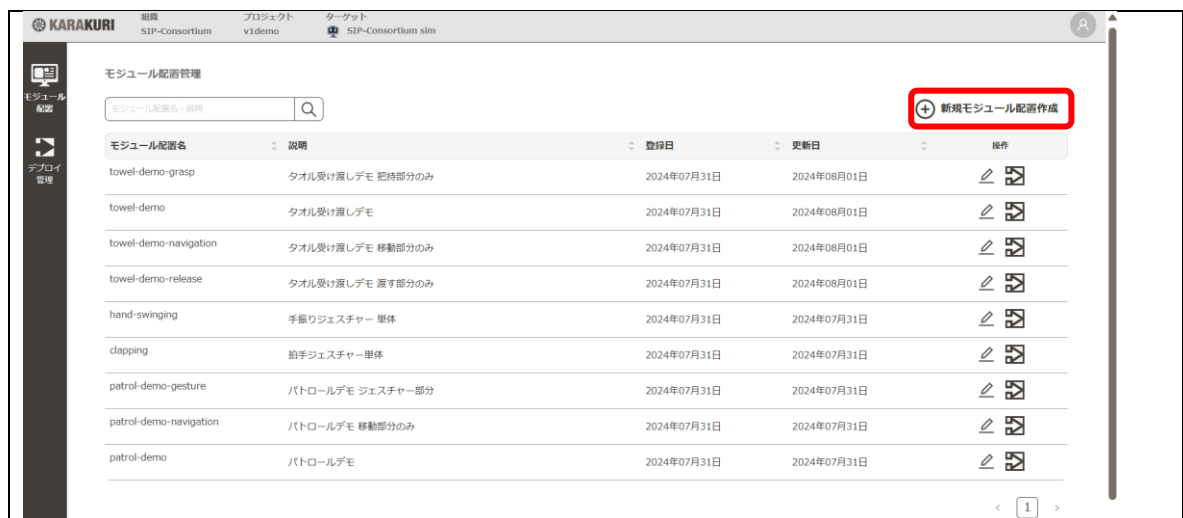 KARAKURI
組織 プロジェクト ターゲット
SIP-Consortium v1demo SIP-Consortium sim
モジュール配置管理
モジュール
配置
モジュール配置名・説明
新規モジュール配置作成
デプロイ
管理
モジュール配置名 説明 登録日 更新日 操作
towel-demo-grasp タオル受け渡しデモ 把持部分のみ 2024年07月31日 2024年08月01日
towel-demo タオル受け渡しデモ 2024年07月31日 2024年08月01日
towel-demo-navigation タオル受け渡しデモ 移動部分のみ 2024年07月31日 2024年08月01日
towel-demo-release タオル受け渡しデモ 渡す部分のみ 2024年07月31日 2024年08月01日
hand-swinging 手振りジェスチャー 単体 2024年07月31日 2024年07月31日
clapping 拍手ジェスチャー単体 2024年07月31日 2024年07月31日
patrol-demo-gesture パトロールデモ ジェスチャー部分 2024年07月31日 2024年07月31日
patrol-demo-navigation パトロールデモ 移動部分のみ 2024年07月31日 2024年07月31日
patrol-demo パトロールデモ 2024年07月31日 2024年07月31日
< 1 >